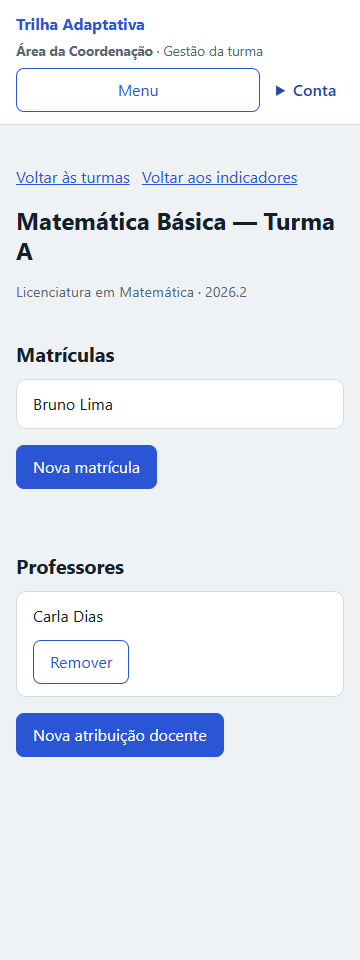 Trilha Adaptativa
Área da Coordenação · Gestão da turma
Menu
▶ Conta
Voltar às turmas Voltar aos indicadores
Matemática Básica — Turma
A
Licenciatura em Matemática · 2026.2
Matrículas
Bruno Lima
Nova matrícula
Professores
Carla Dias
Remover
Nova atribuição docente